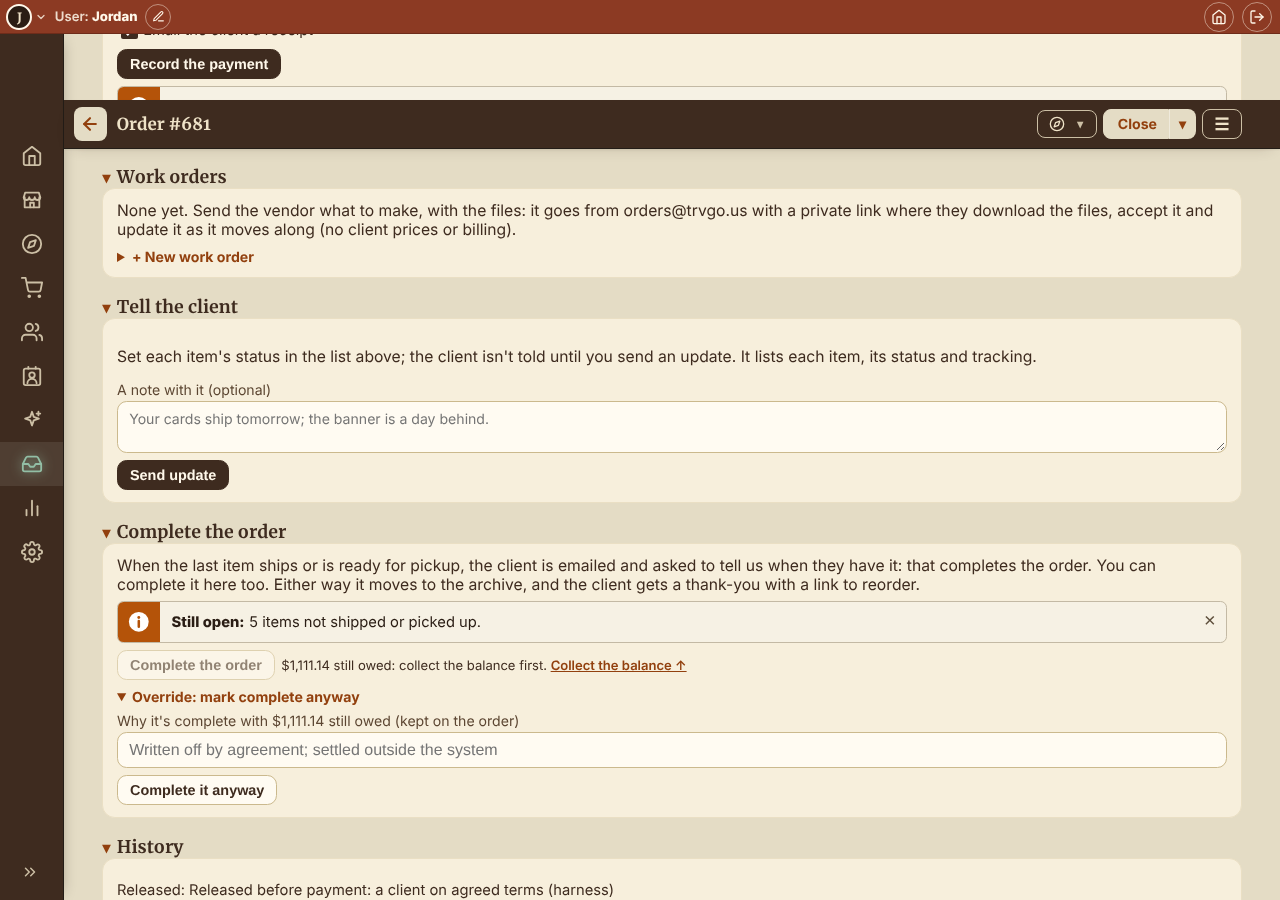 J
User: Jordan
Email the client a receipt
Record the payment
Order #681
Close
Work orders
None yet. Send the vendor what to make, with the files: it goes from orders@trvgo.us with a private link where they download the files, accept it and
update it as it moves along (no client prices or billing).
+ New work order
Tell the client
Set each item's status in the list above; the client isn't told until you send an update. It lists each item, its status and tracking.
A note with it (optional)
Your cards ship tomorrow; the banner is a day behind.
Send update
Complete the order
When the last item ships or is ready for pickup, the client is emailed and asked to tell us when they have it: that completes the order. You can
complete it here too. Either way it moves to the archive, and the client gets a thank-you with a link to reorder.
Still open: 5 items not shipped or picked up.
Complete the order $1,111.14 still owed: collect the balance first. Collect the balance ↑
Override: mark complete anyway
Why it's complete with $1,111.14 still owed (kept on the order)
Written off by agreement; settled outside the system
Complete it anyway
History
Released: Released before payment: a client on agreed terms (harness)